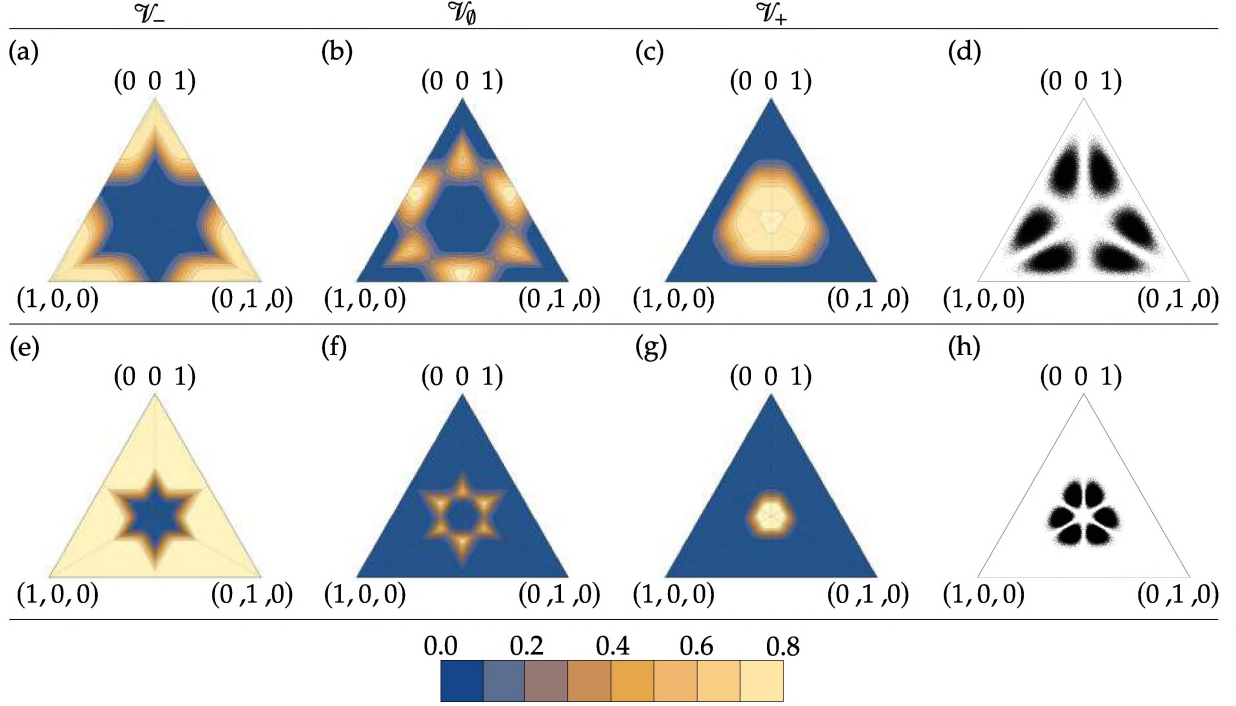 𝒱₋ 𝒱∅ 𝒱₊
(a) (b) (c) (d)
(0 0 1) (0 0 1) (0 0 1) (0 0 1)
(1, 0, 0) (0 ,1 ,0) (1, 0, 0) (0 ,1 ,0) (1, 0, 0) (0 ,1 ,0) (1, 0, 0) (0 ,1 ,0)
(e) (f) (g) (h)
(0 0 1) (0 0 1) (0 0 1) (0 0 1)
(1, 0, 0) (0 ,1 ,0) (1, 0, 0) (0 ,1 ,0) (1, 0, 0) (0 ,1 ,0) (1, 0, 0) (0 ,1 ,0)
0.0 0.2 0.4 0.6 0.8